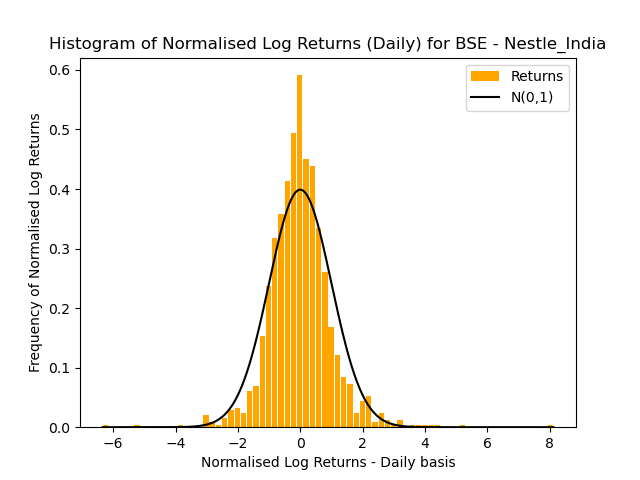 Histogram of Normalised Log Returns (Daily) for BSE - Nestle_India
Frequency of Normalised Log Returns
0.6
0.5
0.4
0.3
0.2
0.1
0.0
Returns
N(0,1)
−6 −4 −2 0 2 4 6 8
Normalised Log Returns - Daily basis